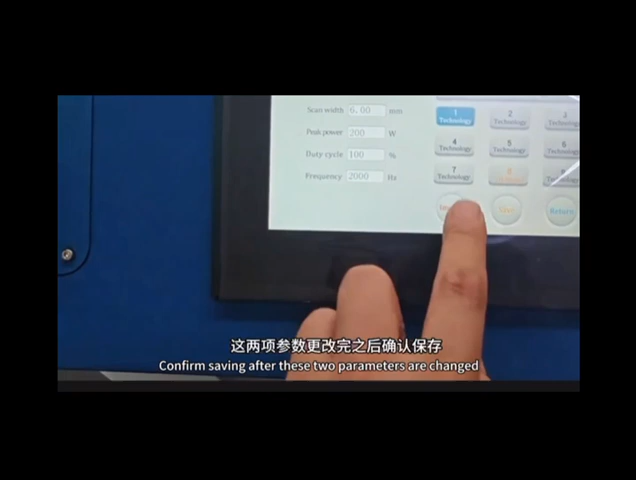 Scan width 6.00 mm
Peak power 200 W
Duty cycle 100 %
Frequency 2000 Hz
1
Technology
2
Technology
3
Technology
4
Technology
5
Technology
6
Technology
7
Technology
8
Return
这两项参数更改完之后确认保存
Confirm saving after these two parameters are changed